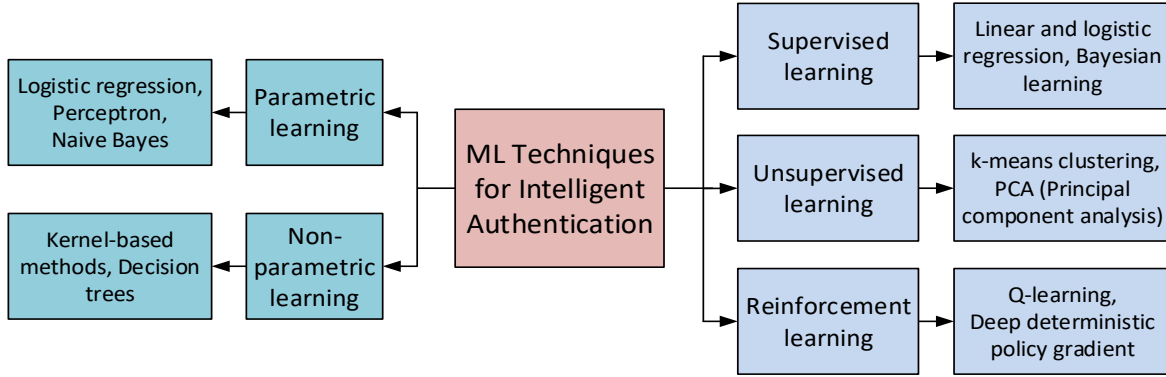 Logistic regression,
Perceptron,
Naive Bayes
Parametric
learning
Kernel-based
methods, Decision
trees
Non-
parametric
learning
ML Techniques
for Intelligent
Authentication
Supervised
learning
Linear and logistic
regression, Bayesian
learning
Unsupervised
learning
k-means clustering,
PCA (Principal
component analysis)
Reinforcement
learning
Q-learning,
Deep deterministic
policy gradient